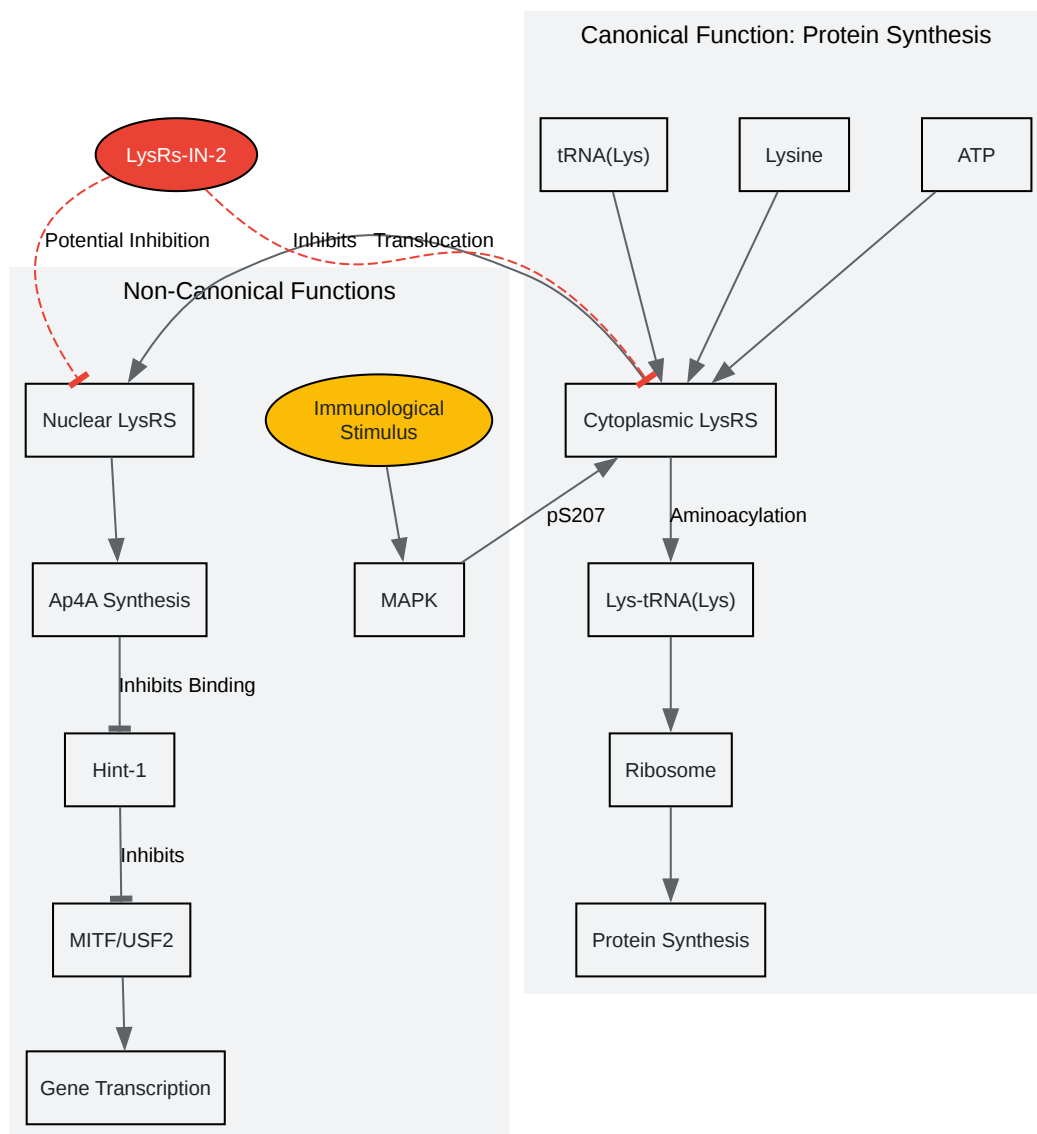 Canonical Function: Protein Synthesis
LysRs-IN-2
tRNA(Lys)
Lysine
ATP
Potential Inhibition
Inhibits
Translocation
Non-Canonical Functions
Nuclear LysRS
Immunological
Stimulus
Cytoplasmic LysRS
pS207
Aminoacylation
Ap4A Synthesis
MAPK
Lys-tRNA(Lys)
Inhibits Binding
Hint-1
Ribosome
Inhibits
MITF/USF2
Protein Synthesis
Gene Transcription